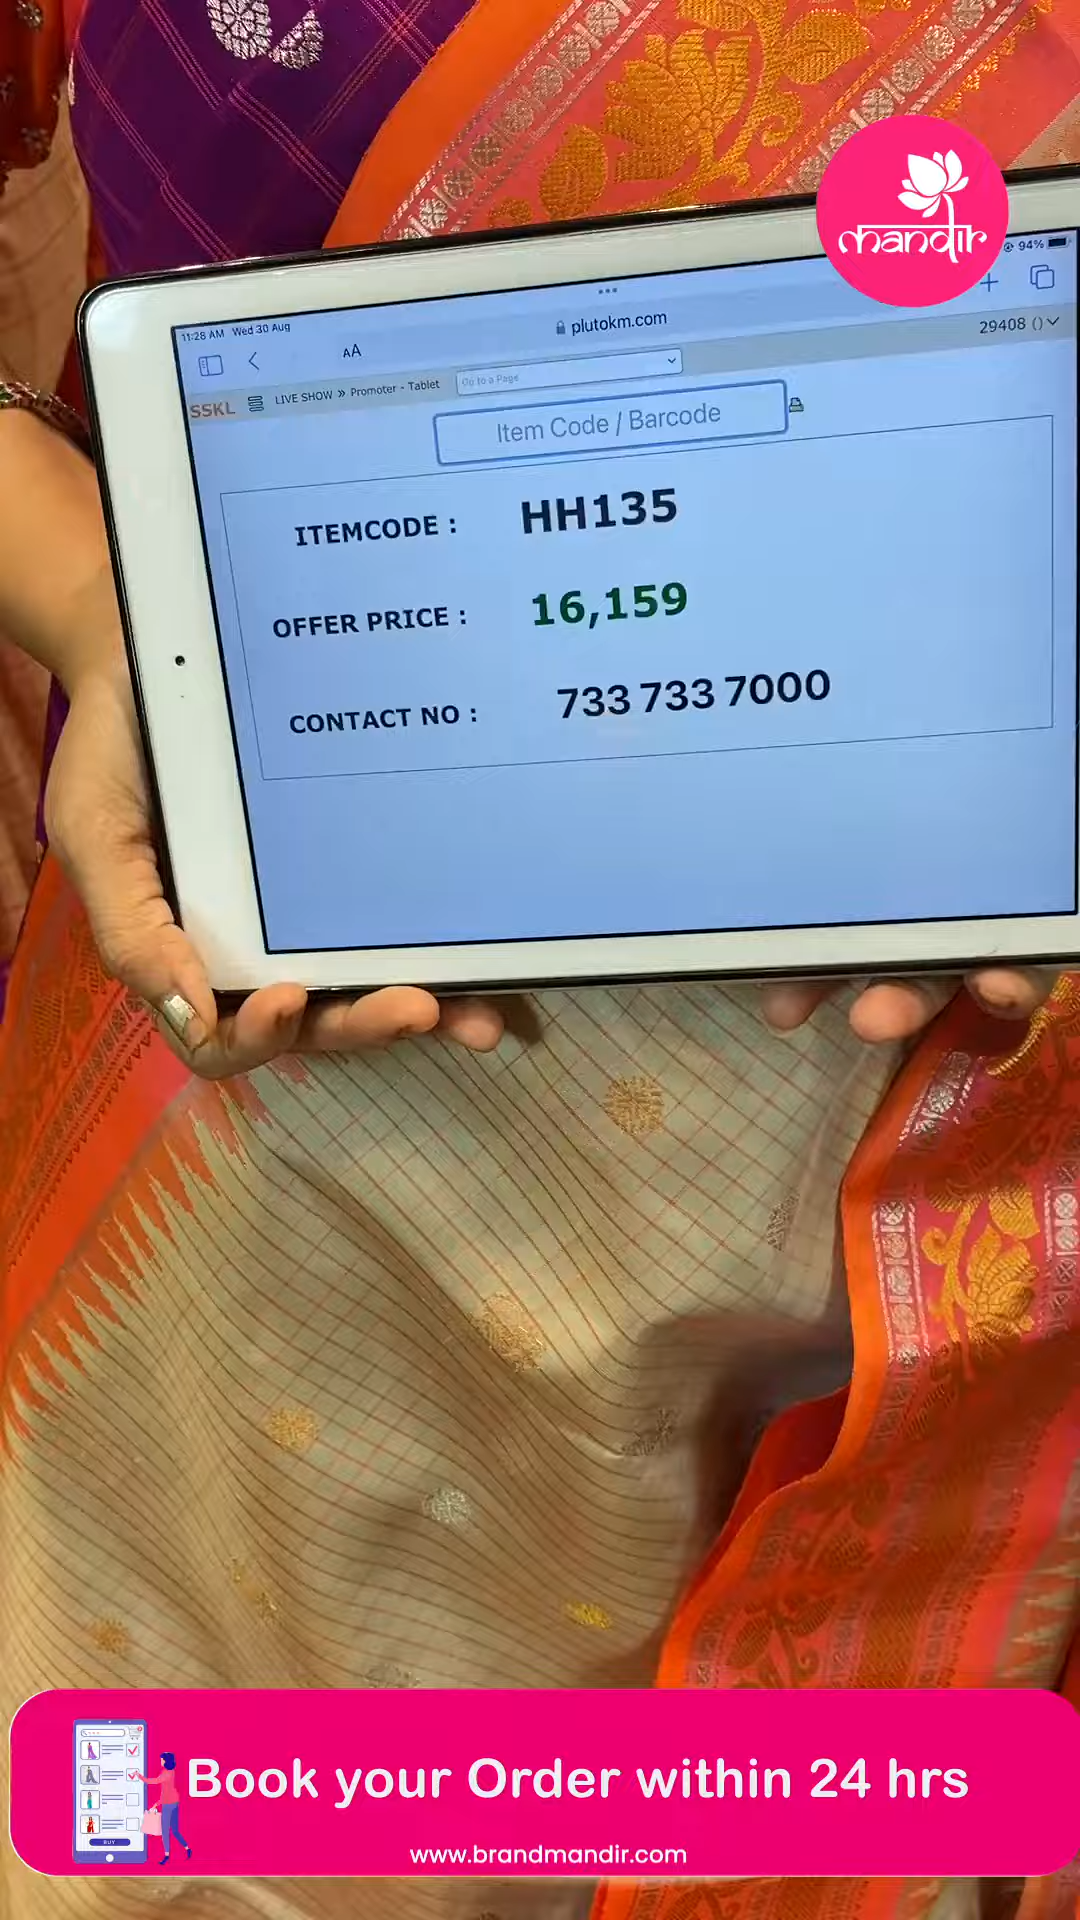 mandir
11:28 AM Wed 30 Aug
94%
AA
plutokm.com
29408 ()
SSKL LIVE SHOW » Promoter - Tablet Go to a Page
Item Code / Barcode
ITEMCODE : HH135
OFFER PRICE : 16,159
CONTACT NO : 733 733 7000
Book your Order within 24 hrs
BUY
www.brandmandir.com